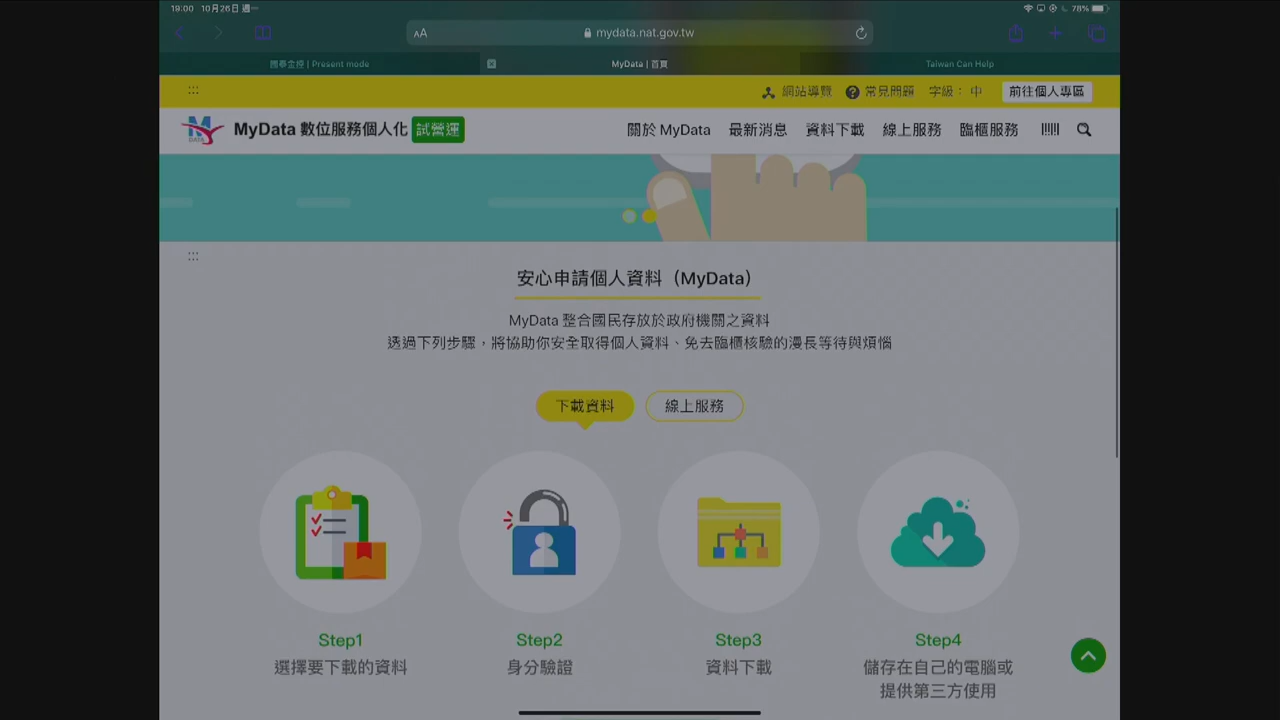 19:00 10月26日 週一
78%
AA
mydata.nat.gov.tw
國泰金控 | Present mode
MyData | 首頁
Taiwan Can Help
網站導覽
常見問題
字級： 中
前往個人專區
MyData 數位服務個人化 試營運
關於 MyData
最新消息
資料下載
線上服務
臨櫃服務
安心申請個人資料（MyData）
MyData 整合國民存放於政府機關之資料
透過下列步驟，將協助你安全取得個人資料、免去臨櫃核驗的漫長等待與煩惱
下載資料
線上服務
Step1
選擇要下載的資料
Step2
身分驗證
Step3
資料下載
Step4
儲存在自己的電腦或
提供第三方使用